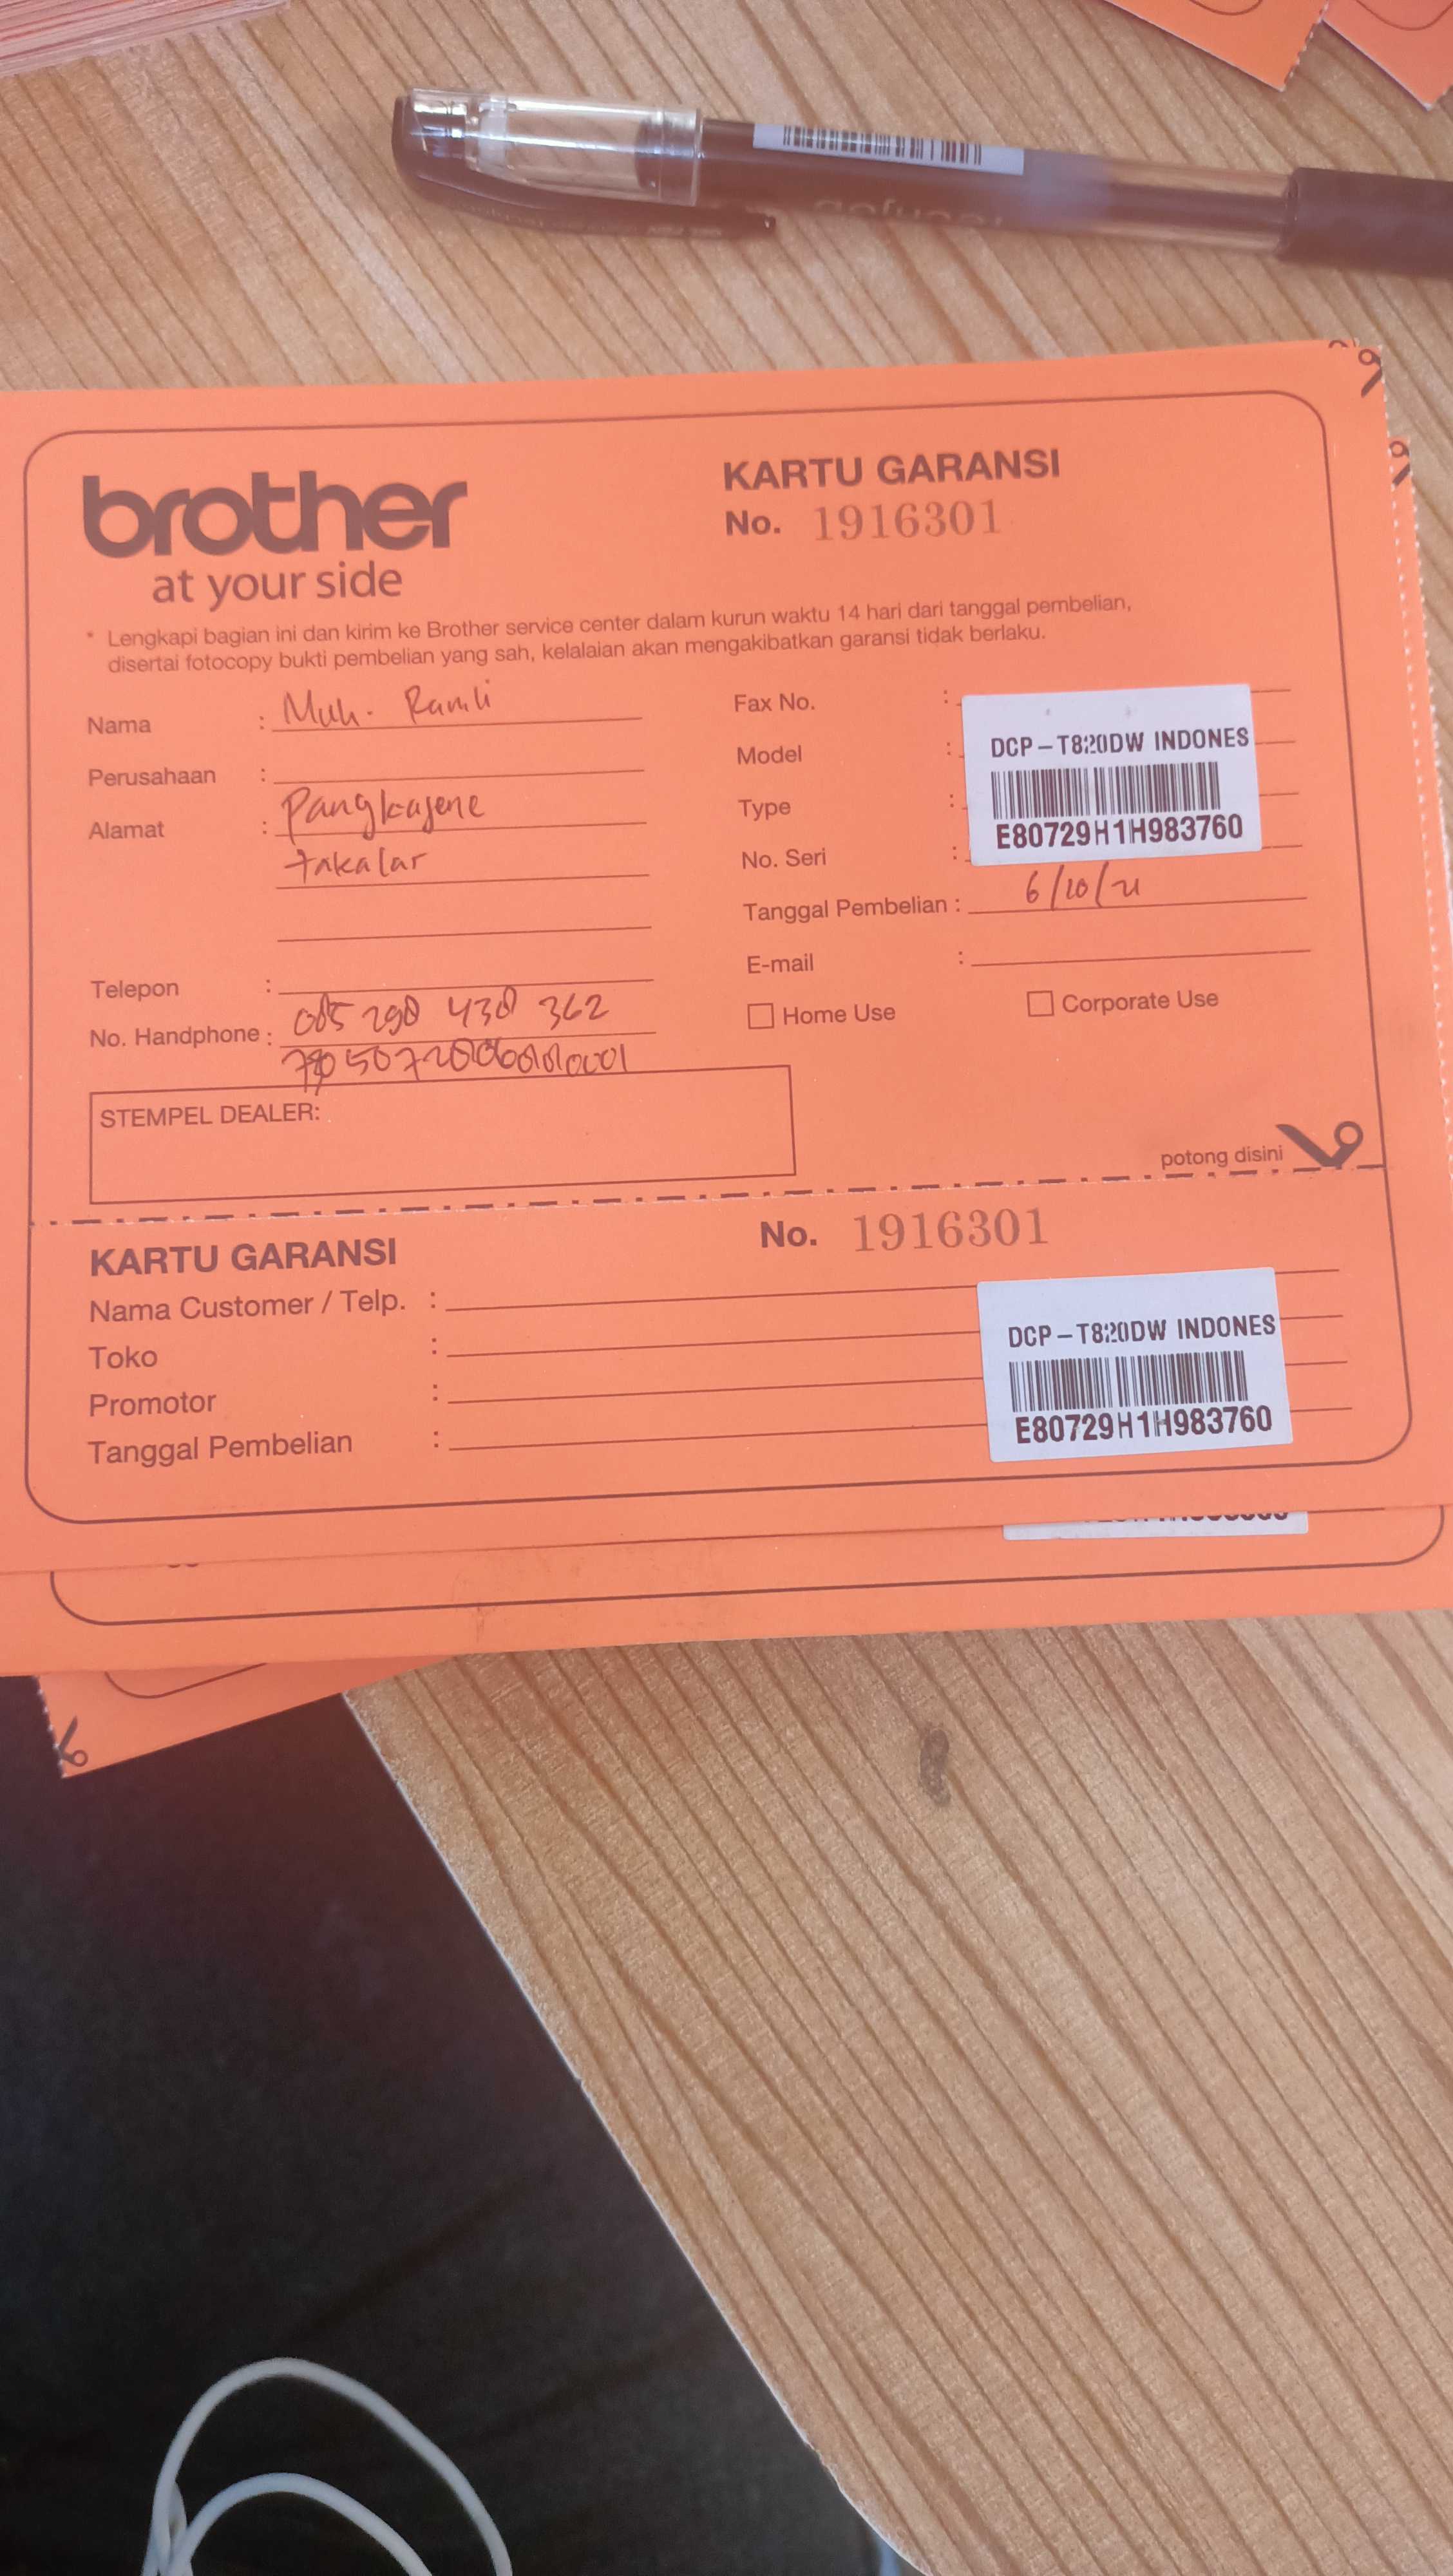 brother
at your side
KARTU GARANSI
No. 1916301
* Lengkapi bagian ini dan kirim ke Brother service center dalam kurun waktu 14 hari dari tanggal pembelian,
disertai fotocopy bukti pembelian yang sah, kelalaian akan mengakibatkan garansi tidak berlaku.
Nama : Muh. Ramli
Perusahaan :
Alamat : Pangkajene
takalar
Telepon :
No. Handphone : 085 298 438 362
Fax No. :
Model :
Type :
No. Seri :
DCP-T820DW INDONES
E80729H1H983760
Tanggal Pembelian : 6/10/21
E-mail :
Home Use
Corporate Use
STEMPEL DEALER:
potong disini
KARTU GARANSI
No. 1916301
Nama Customer / Telp. :
Toko :
Promotor :
Tanggal Pembelian :
DCP-T820DW INDONES
E80729H1H983760